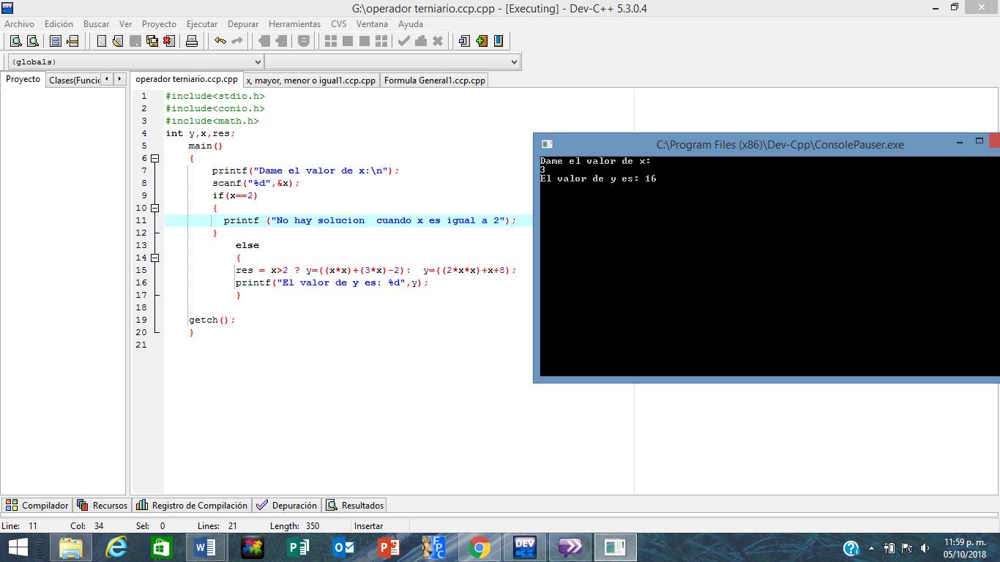 G:\operador terniario.ccp.cpp - [Executing] - Dev-C++ 5.3.0.4
Archivo Edición Buscar Ver Proyecto Ejecutar Depurar Herramientas CVS Ventana Ayuda
(globals)
Proyecto Clases(Funcio operador terniario.ccp.cpp x, mayor, menor o igual1.ccp.cpp Formula General1.ccp.cpp
1 #include<stdio.h>
2 #include<conio.h>
3 #include<math.h>
4 int y,x,res;
5 main()
6 {
7 printf("Dame el valor de x:\n");
8 scanf("%d",&x);
9 if(x==2)
10 {
11 printf ("No hay solucion  cuando x es igual a 2");
12 }
13 else
14 {
15 res = x>2 ? y=((x*x)+(3*x)-2):  y=((2*x*x)+x+8);
16 printf("El valor de y es: %d",y);
17 }
18
19 getch();
20 }
21
C:\Program Files (x86)\Dev-Cpp\ConsolePauser.exe
Dame el valor de x:
3
El valor de y es: 16
Compilador Recursos Registro de Compilación Depuración Resultados
Line: 11 Col: 34 Sel: 0 Lines: 21 Length: 350 Insertar
DEV C++
11:59 p. m.
05/10/2018